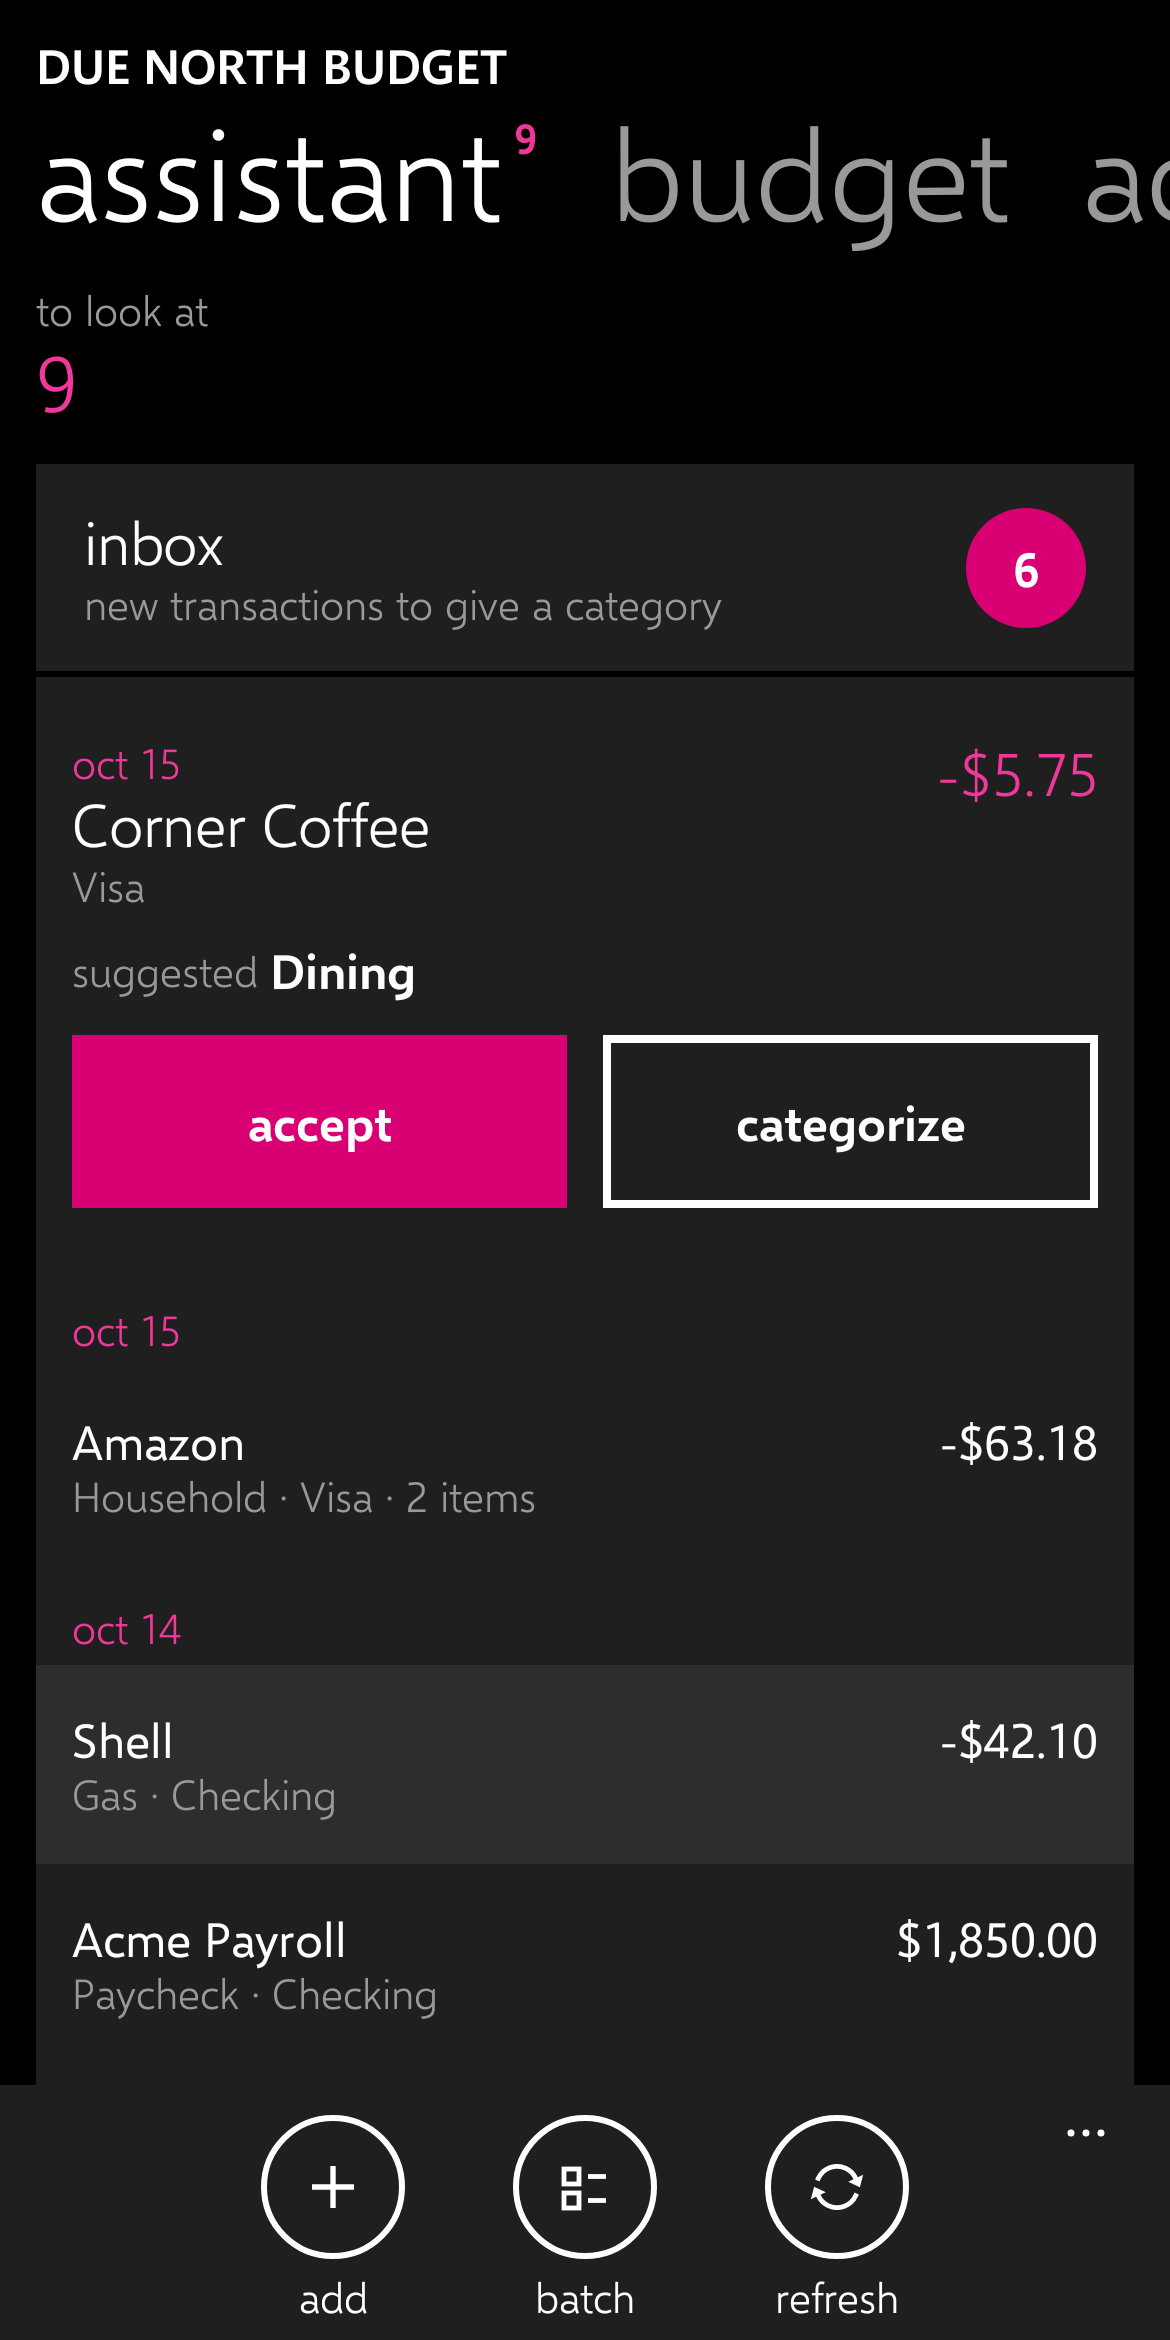 DUE NORTH BUDGET
assistant 9 budget ac
to look at
9
inbox
new transactions to give a category
6
oct 15
-$5.75
Corner Coffee
Visa
suggested Dining
accept categorize
oct 15
Amazon -$63.18
Household · Visa · 2 items
oct 14
Shell -$42.10
Gas · Checking
Acme Payroll $1,850.00
Paycheck · Checking
...
add batch refresh